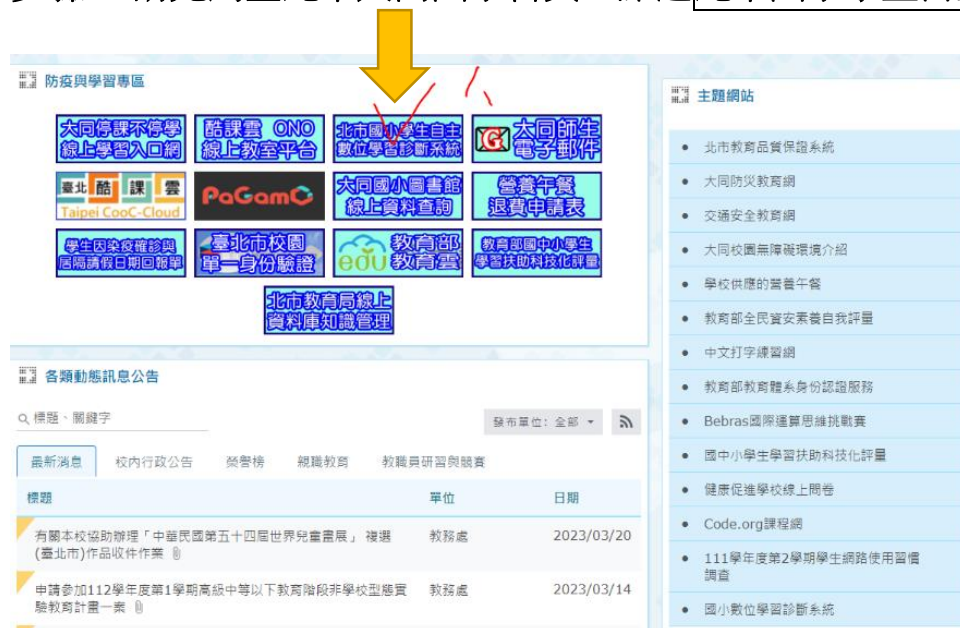 防疫與學習專區
大同停課不停學
線上學習入口網
酷課雲 ONO
線上教室平台
北市國小學生自主
數位學習診斷系統
大同師生
電子郵件
臺北酷課雲
Taipei CooC-Cloud
PaGamO
大同國小圖書館
線上資料查詢
營養午餐
退費申請表
學生因染疫確診與
居隔請假日期回報單
臺北市校園
單一身份驗證
edu 教育部
教育雲
教育部國中小學生
學習扶助科技化評量
北市教育局線上
資料庫知識管理
各類動態訊息公告
標題、關鍵字
發布單位: 全部
最新消息 校內行政公告 榮譽榜 親職教育 教職員研習與競賽
標題 單位 日期
有關本校協助辦理「中華民國第五十四屆世界兒童畫展」 複選
(臺北市)作品收件作業 教務處 2023/03/20
申請參加112學年度第1學期高級中等以下教育階段非學校型態實
驗教育計畫一案 教務處 2023/03/14
主題網站
北市教育品質保證系統
大同防災教育網
交通安全教育網
大同校園無障礙環境介紹
學校供應的營養午餐
教育部全民資安素養自我評量
中文打字練習網
教育部教育體系身份認證服務
Bebras國際運算思維挑戰賽
國中小學生學習扶助科技化評量
健康促進學校線上問卷
Code.org課程網
111學年度第2學期學生網路使用習慣
調查
國小數位學習診斷系統